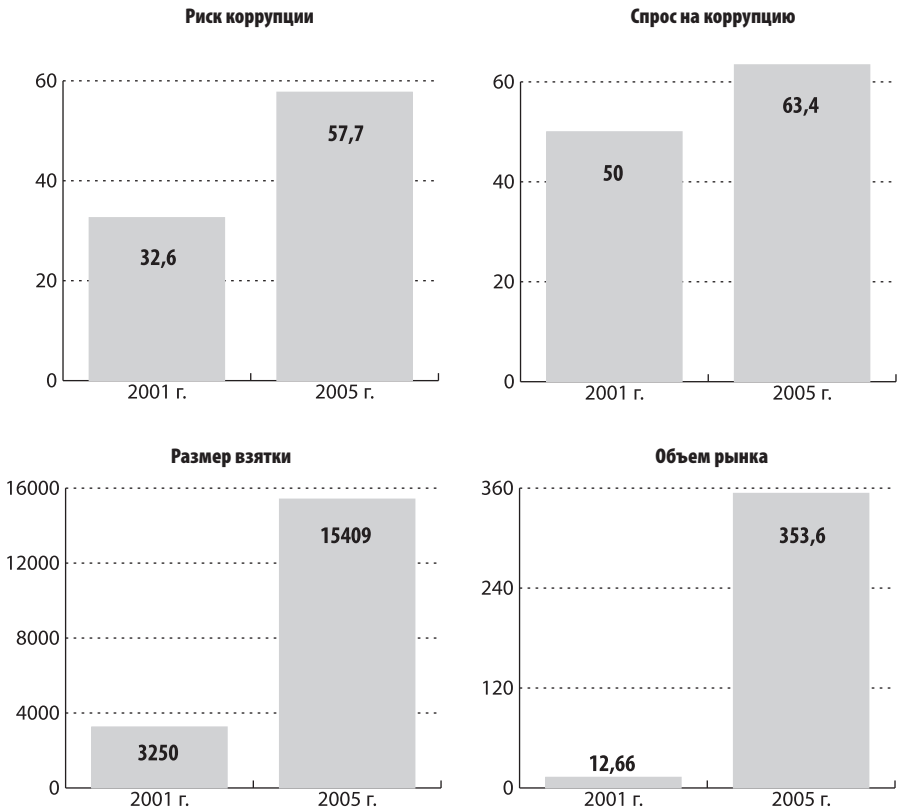 Риск коррупции
60
40
20
0
57,7
32,6
2001 г.
2005 г.
Спрос на коррупцию
60
40
20
0
63,4
50
2001 г.
2005 г.
Размер взятки
16000
12000
8000
4000
0
15409
3250
2001 г.
2005 г.
Объем рынка
360
240
120
0
353,6
12,66
2001 г.
2005 г.